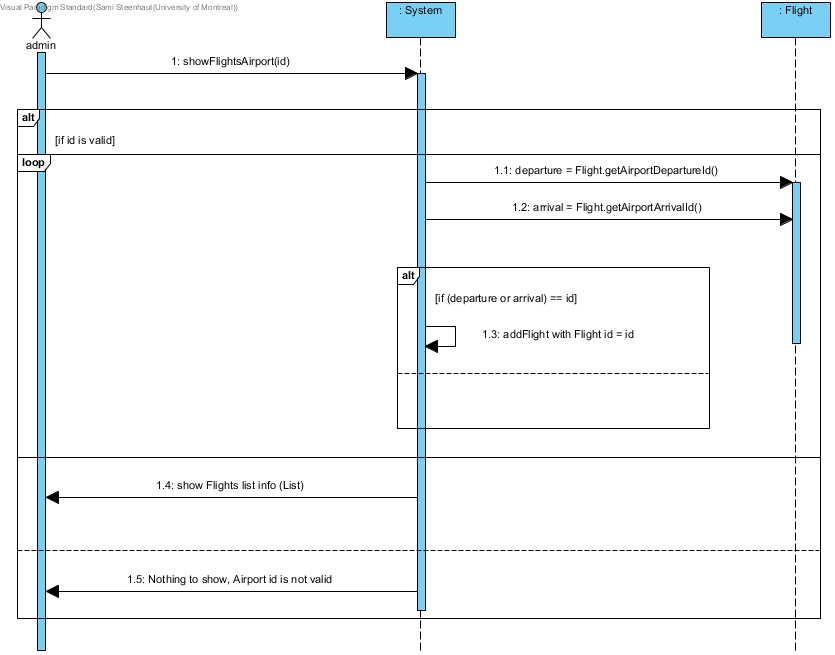 Visual Paradigm Standard(Sami Steenhaut(University of Montreal))
: System
: Flight
admin
1: showFlightsAirport(id)
alt
[if id is valid]
loop
1.1: departure = Flight.getAirportDepartureId()
1.2: arrival = Flight.getAirportArrivalId()
alt
[if (departure or arrival) == id]
1.3: addFlight with Flight id = id
1.4: show Flights list info (List)
1.5: Nothing to show, Airport id is not valid